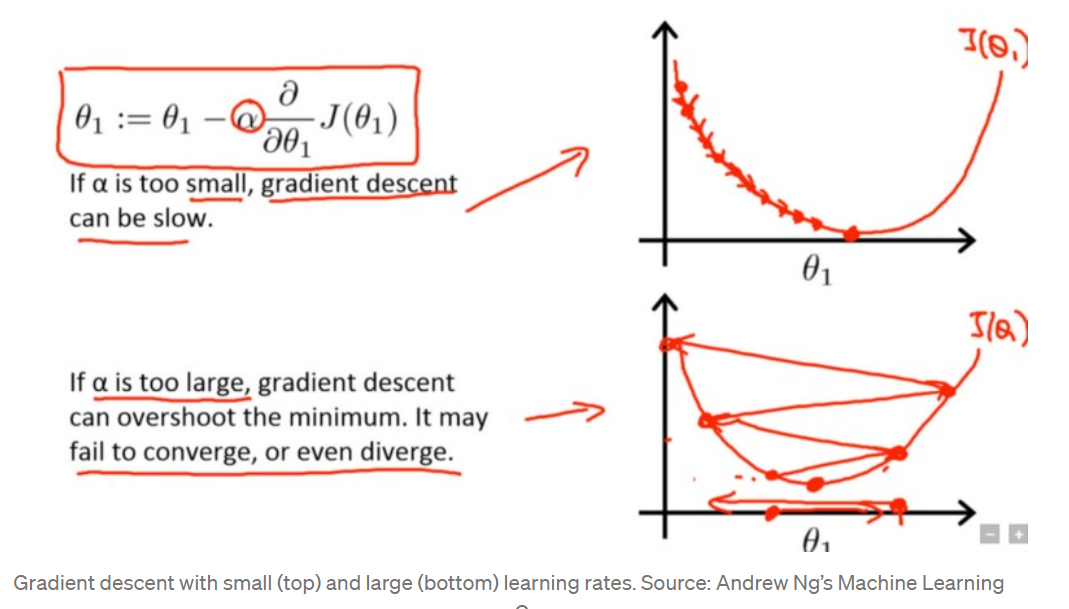 θ₁ := θ₁ − α ∂/∂θ₁ J(θ₁)
If α is too small, gradient descent
can be slow.
J(θ₁)
θ₁
If α is too large, gradient descent
can overshoot the minimum. It may
fail to converge, or even diverge.
J(θ₁)
θ₁
Gradient descent with small (top) and large (bottom) learning rates. Source: Andrew Ng’s Machine Learning